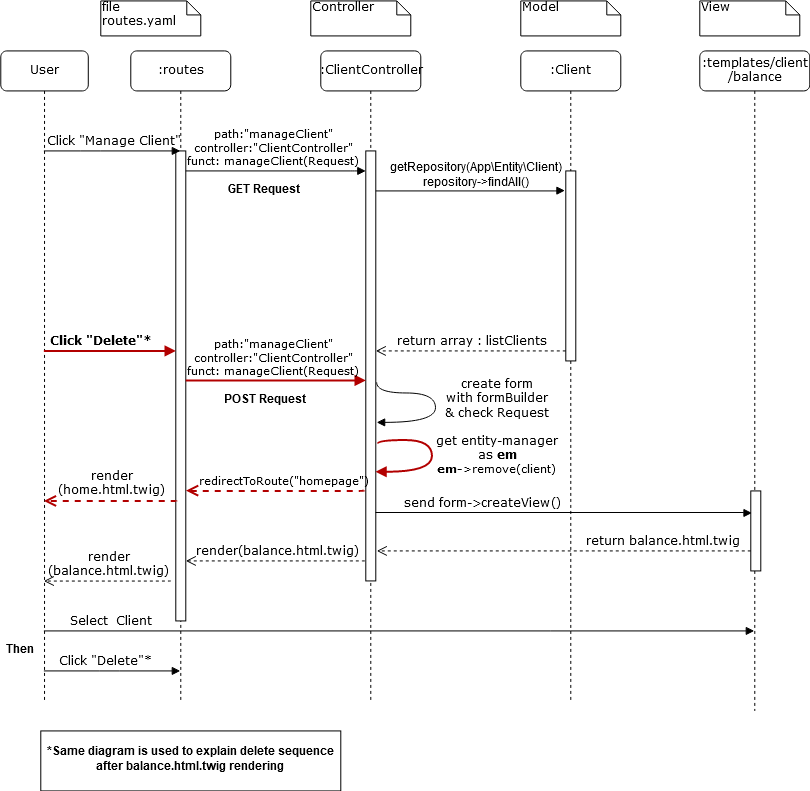 file
routes.yaml
Controller
Model
View
User
:routes
:ClientController
:Client
:templates/client
/balance
Click "Manage Client"
path:"manageClient"
controller:"ClientController"
funct: manageClient(Request)
GET Request
getRepository(App\Entity\Client)
repository->findAll()
Click "Delete"*
path:"manageClient"
controller:"ClientController"
funct: manageClient(Request)
POST Request
return array : listClients
create form
with formBuilder
& check Request
get entity-manager
as em
em->remove(client)
redirectToRoute("homepage")
render
(home.html.twig)
send form->createView()
return balance.html.twig
render(balance.html.twig)
render
(balance.html.twig)
Select  Client
Then
Click "Delete"*
*Same diagram is used to explain delete sequence
after balance.html.twig rendering